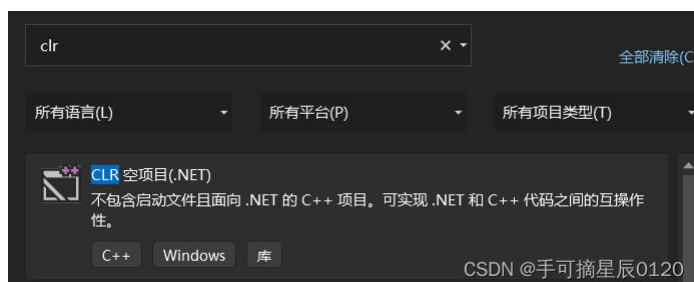 clr
全部清除(C
所有语言(L)
所有平台(P)
所有项目类型(T)
CLR 空项目(.NET)
不包含启动文件且面向 .NET 的 C++ 项目。可实现 .NET 和 C++ 代码之间的互操作
性。
C++ Windows 库
CSDN @手可摘星辰0120